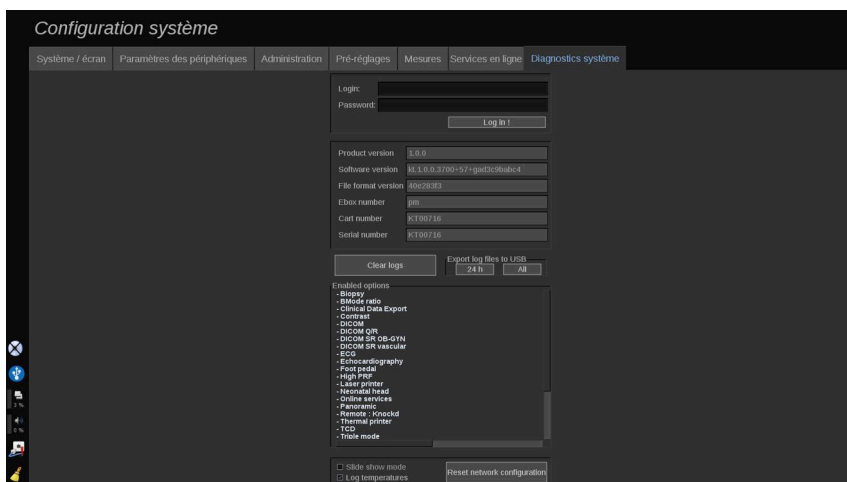 Configuration système
Système / écran Paramètres des périphériques Administration Pré-réglages Mesures Services en ligne Diagnostics système
Login:
Password:
Log in !
Product version 1.0.0
Software version kl.1.0.0.3700+57+gad3c9babc4
File format version 40e283f3
Ebox number pm
Cart number KT00716
Serial number KT00716
Clear logs
Export log files to USB
24 h All
Enabled options
- Biopsy
- BMode ratio
- Clinical Data Export
- Contrast
- DICOM
- DICOM Q/R
- DICOM SR OB-GYN
- DICOM SR vascular
- ECG
- Echocardiography
- Foot pedal
- High PRF
- Laser printer
- Neonatal head
- Online services
- Panoramic
- Remote : Knockd
- Thermal printer
- TCD
- Triple mode
Slide show mode
Log temperatures
Reset network configuration